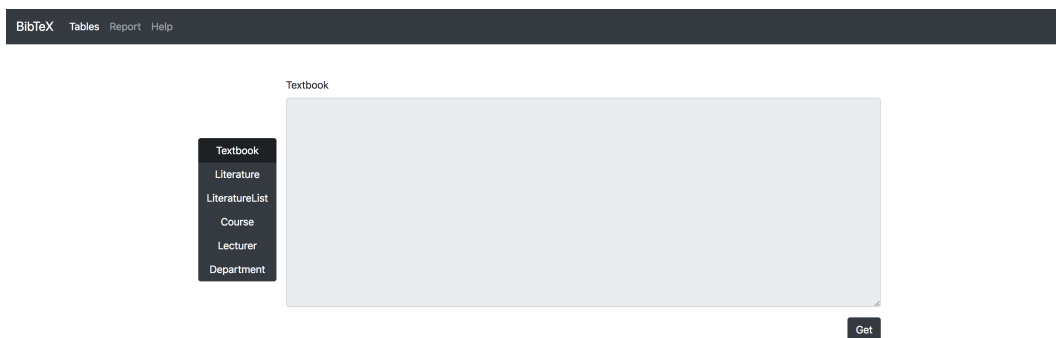 BibTeX Tables Report Help
Textbook
Textbook
Literature
LiteratureList
Course
Lecturer
Department
Get